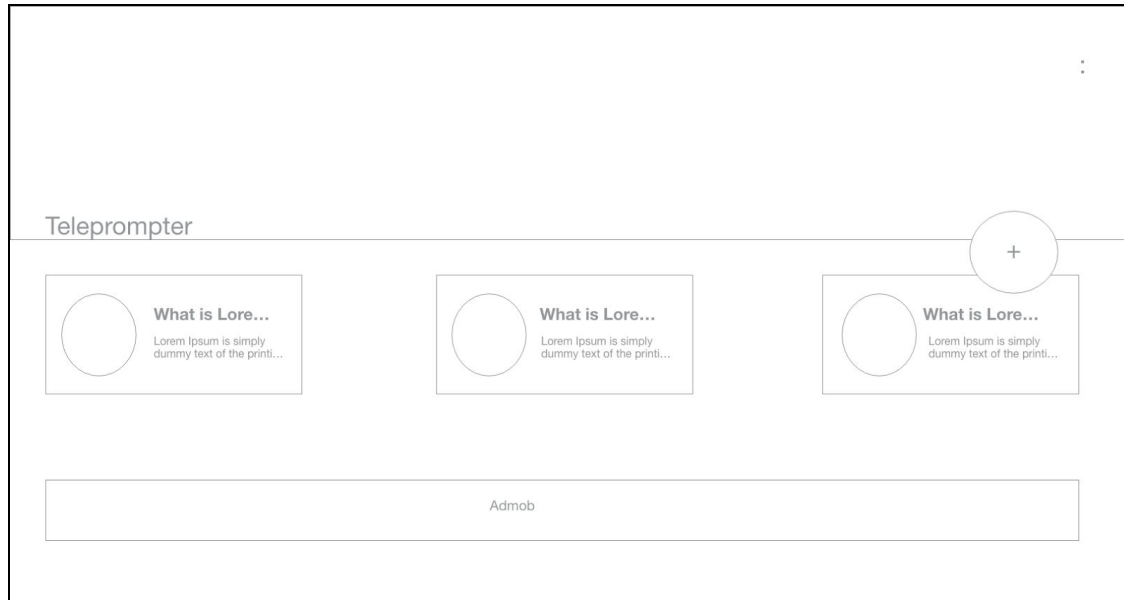 Teleprompter
+
What is Lore...
Lorem Ipsum is simply
dummy text of the printi...
What is Lore...
Lorem Ipsum is simply
dummy text of the printi...
What is Lore...
Lorem Ipsum is simply
dummy text of the printi...
Admob